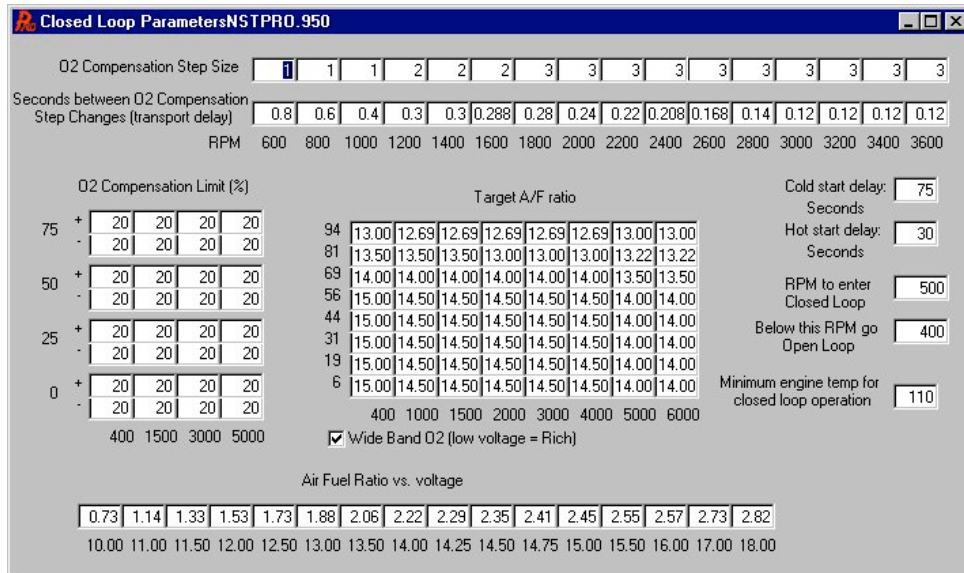 Closed Loop ParametersNSTPRO.950
O2 Compensation Step Size 1 1 1 2 2 2 3 3 3 3 3 3 3 3 3 3
Seconds between O2 Compensation
Step Changes (transport delay) 0.8 0.6 0.4 0.3 0.3 0.288 0.28 0.24 0.22 0.208 0.168 0.14 0.12 0.12 0.12 0.12
RPM 600 800 1000 1200 1400 1600 1800 2000 2200 2400 2600 2800 3000 3200 3400 3600
O2 Compensation Limit (%)
75 + 20 20 20 20
- 20 20 20 20
50 + 20 20 20 20
- 20 20 20 20
25 + 20 20 20 20
- 20 20 20 20
0 + 20 20 20 20
- 20 20 20 20
400 1500 3000 5000
Target A/F ratio
94 13.00 12.69 12.69 12.69 12.69 12.69 13.00 13.00
81 13.50 13.50 13.50 13.00 13.00 13.00 13.22 13.22
69 14.00 14.00 14.00 14.00 14.00 14.00 13.50 13.50
56 15.00 14.50 14.50 14.50 14.50 14.00 14.00 14.00
44 15.00 14.50 14.50 14.50 14.50 14.00 14.00 14.00
31 15.00 14.50 14.50 14.50 14.50 14.00 14.00 14.00
19 15.00 14.50 14.50 14.50 14.50 14.00 14.00 14.00
6 15.00 14.50 14.50 14.50 14.50 14.00 14.00 14.00
400 1000 1500 2000 3000 4000 5000 6000
Wide Band O2 (low voltage = Rich)
Cold start delay: 75
Seconds
Hot start delay: 30
Seconds
RPM to enter
Closed Loop 500
Below this RPM go
Open Loop 400
Minimum engine temp for
closed loop operation 110
Air Fuel Ratio vs. voltage
0.73 1.14 1.33 1.53 1.73 1.88 2.06 2.22 2.29 2.35 2.41 2.45 2.55 2.57 2.73 2.82
10.00 11.00 11.50 12.00 12.50 13.00 13.50 14.00 14.25 14.50 14.75 15.00 15.50 16.00 17.00 18.00